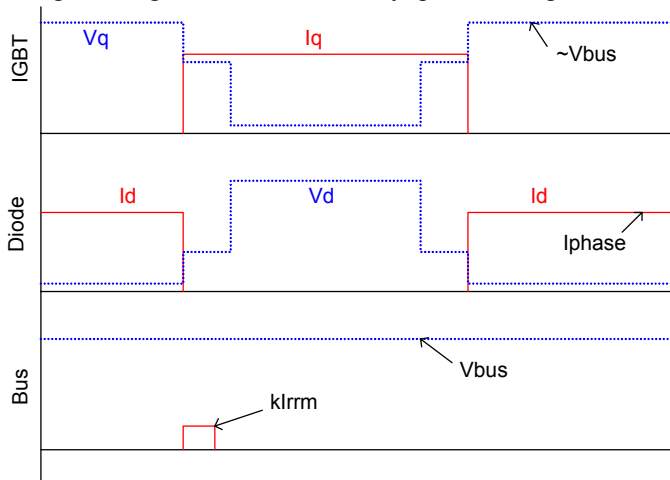 Vq
Iq
~Vbus
IGBT
Id
Vd
Id
Iphase
Diode
Vbus
kIrrm
Bus